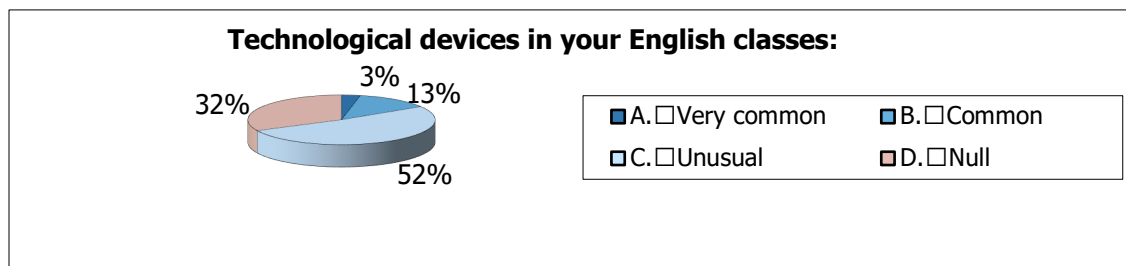 Technological devices in your English classes:
3%
13%
32%
52%
A.□Very common
B.□Common
C.□Unusual
D.□Null